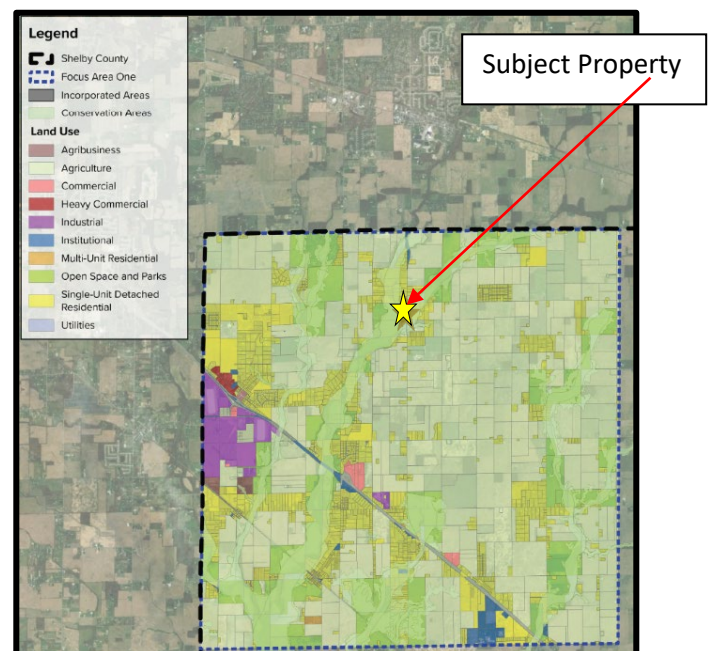 Legend
Shelby County
Focus Area One
Incorporated Areas
Conservation Areas
Land Use
Agribusiness
Agriculture
Commercial
Heavy Commercial
Industrial
Institutional
Multi-Unit Residential
Open Space and Parks
Single-Unit Detached
Residential
Utilities
Subject Property